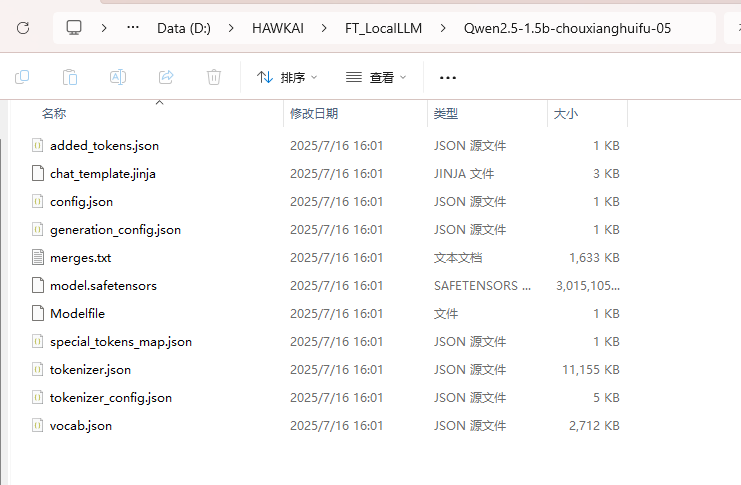 Data (D:) HAWKAI FT_LocalLLM Qwen2.5-1.5b-chouxianghuifu-05
排序 查看
名称 修改日期 类型 大小
added_tokens.json 2025/7/16 16:01 JSON 源文件 1 KB
chat_template.jinja 2025/7/16 16:01 JINJA 文件 3 KB
config.json 2025/7/16 16:01 JSON 源文件 1 KB
generation_config.json 2025/7/16 16:01 JSON 源文件 1 KB
merges.txt 2025/7/16 16:01 文本文档 1,633 KB
model.safetensors 2025/7/16 16:01 SAFETENSORS ... 3,015,105...
Modelfile 2025/7/16 16:01 文件 1 KB
special_tokens_map.json 2025/7/16 16:01 JSON 源文件 1 KB
tokenizer.json 2025/7/16 16:01 JSON 源文件 11,155 KB
tokenizer_config.json 2025/7/16 16:01 JSON 源文件 5 KB
vocab.json 2025/7/16 16:01 JSON 源文件 2,712 KB